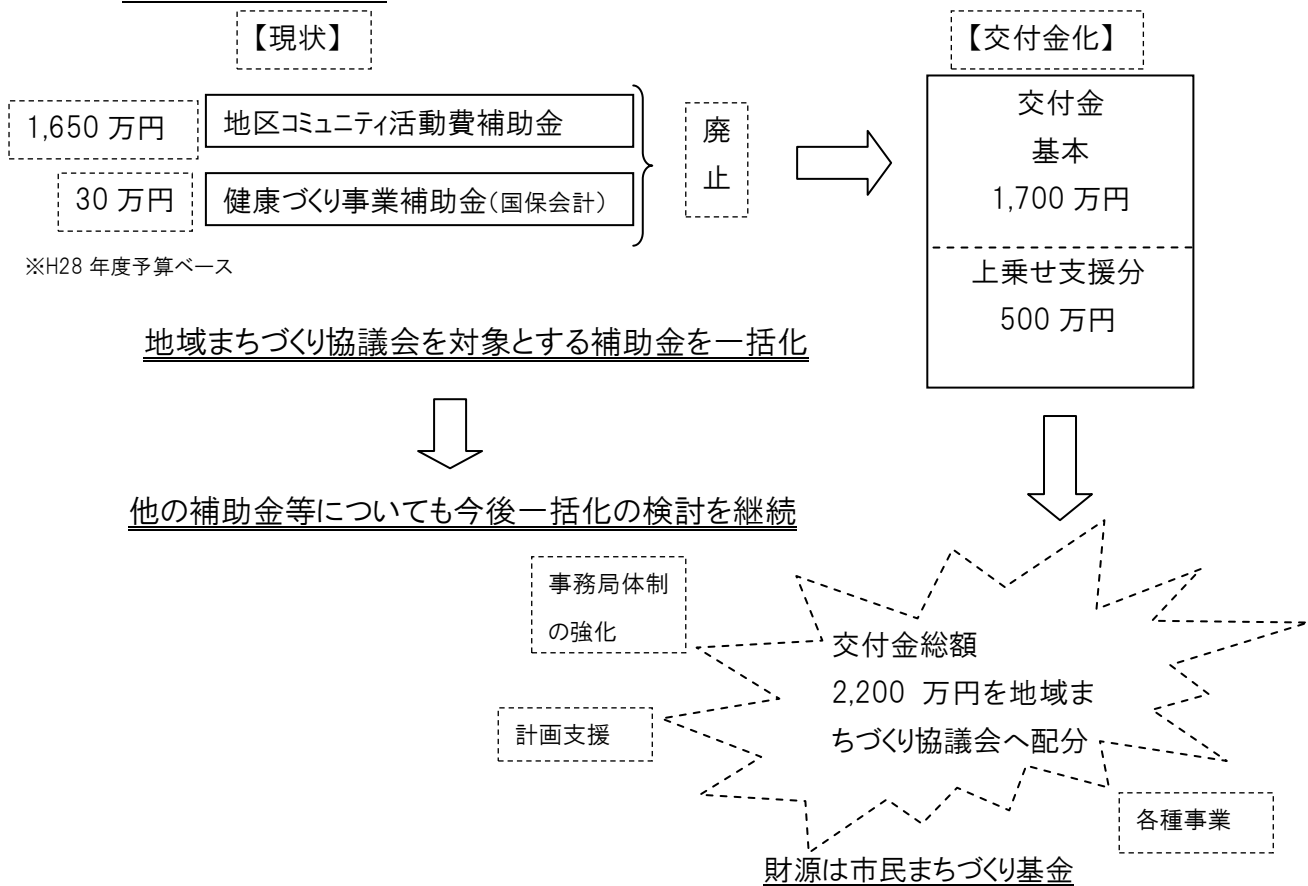 【現状】
【交付金化】
1,650 万円
地区コミュニティ活動費補助金
30 万円
健康づくり事業補助金(国保会計)
※H28 年度予算ベース
廃
止
交付金
基本
1,700 万円
上乗せ支援分
500 万円
地域まちづくり協議会を対象とする補助金を一括化
他の補助金等についても今後一括化の検討を継続
事務局体制
の強化
計画支援
交付金総額
2,200 万円を地域ま
ちづくり協議会へ配分
各種事業
財源は市民まちづくり基金